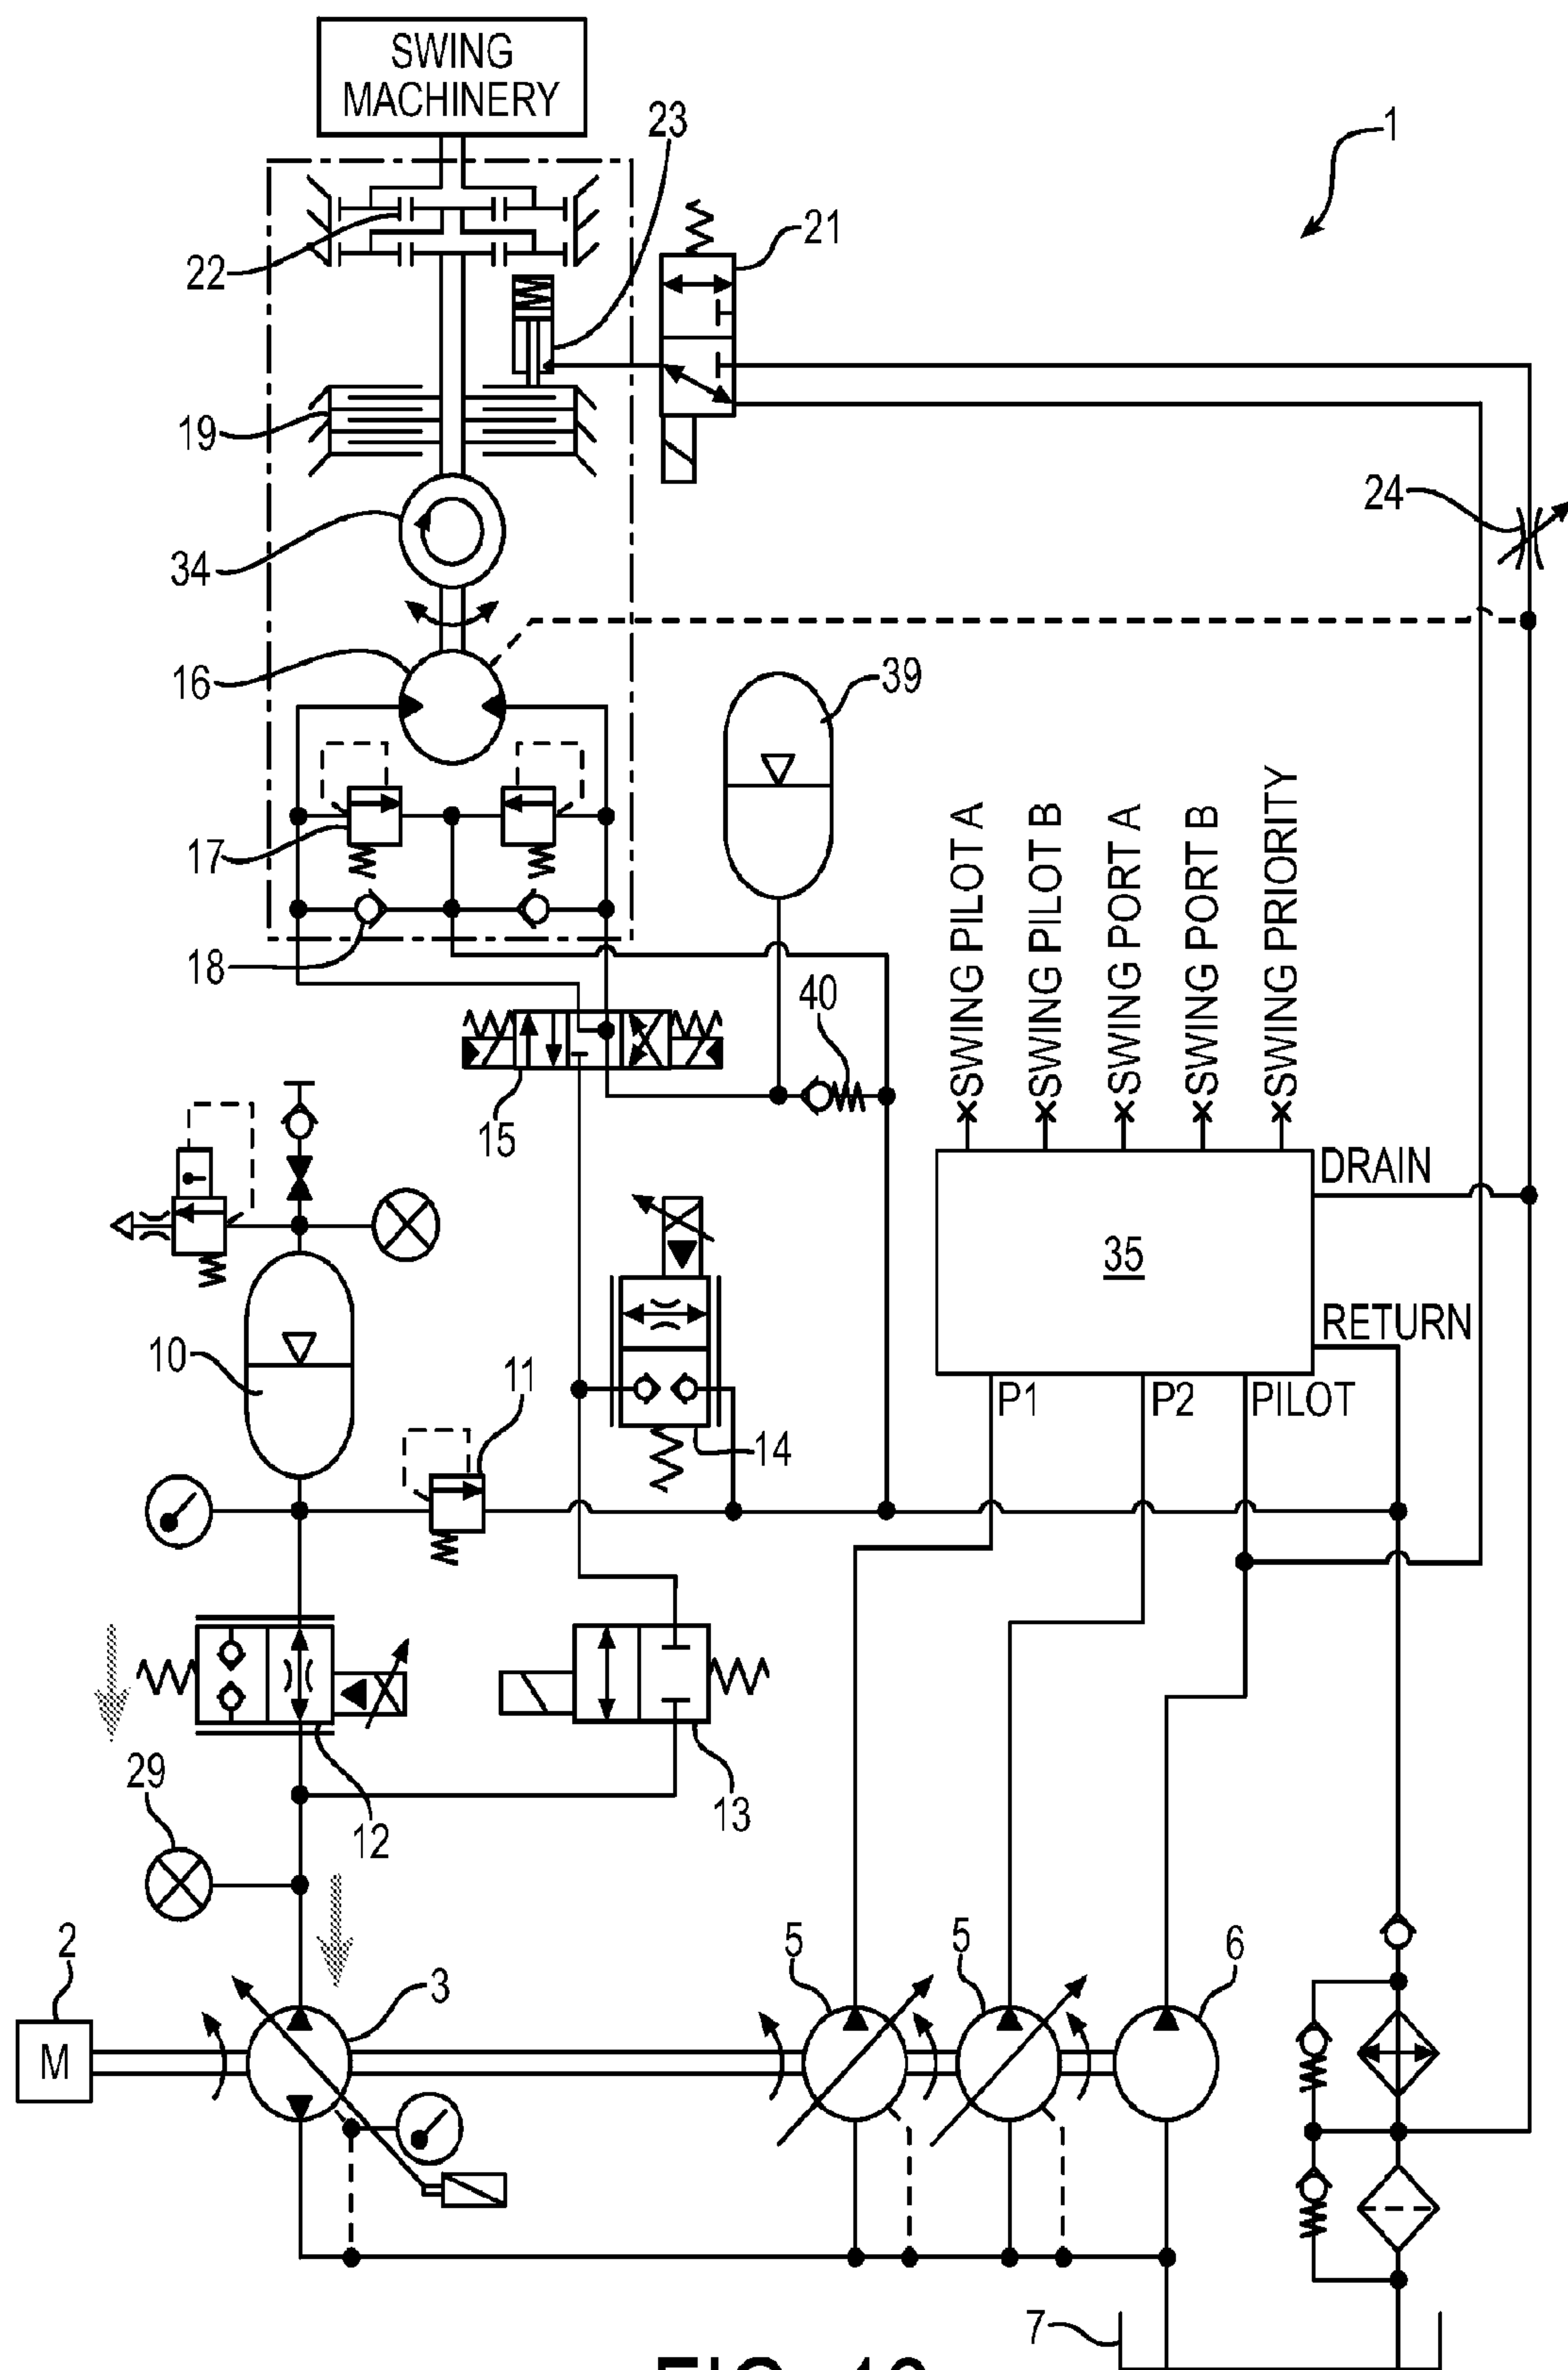 SWING
MACHINERY
23
1
21
22
19
24
34
16
39
17
18
40
15
SWING PILOT A
SWING PILOT B
SWING PORT A
SWING PORT B
SWING PRIORITY
DRAIN
35
RETURN
10
11
14
P1
P2
PILOT
29
12
13
2
3
5
5
6
M
7